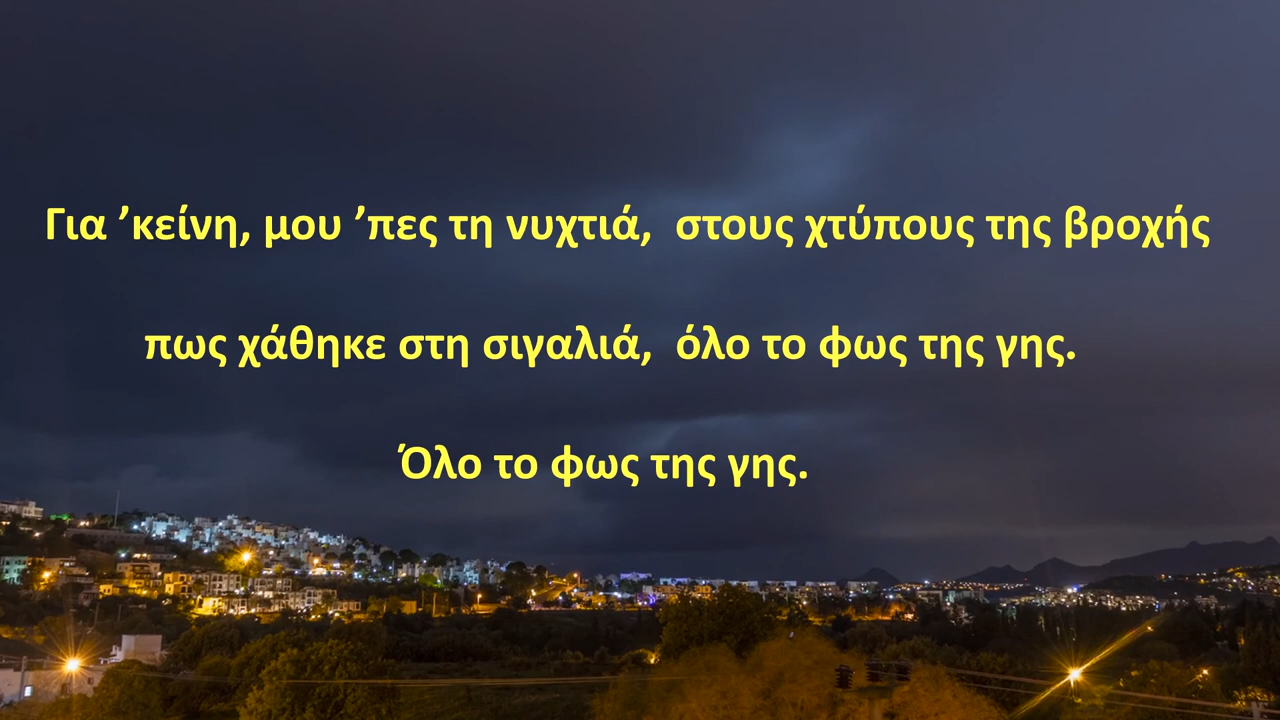 Για ’κείνη, μου ’πες τη νυχτιά,  στους χτύπους της βροχής
πως χάθηκε στη σιγαλιά,  όλο το φως της γης.
Όλο το φως της γης.